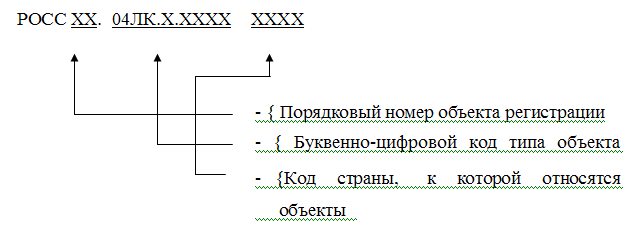 РОСС ХХ. 04ЛК.Х.ХХХХ ХХХХ
- { Порядковый номер объекта регистрации
- { Буквенно-цифровой код типа объекта
- {Код страны, к которой относятся
объекты